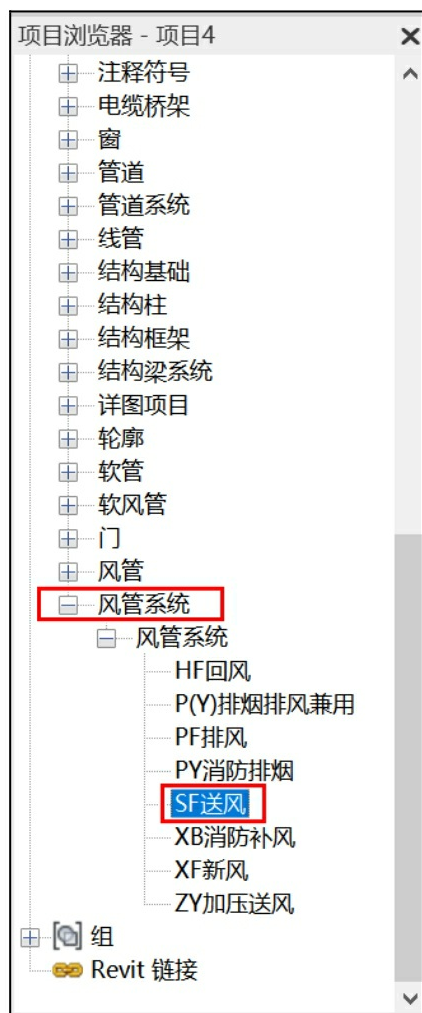 项目浏览器 - 项目4
注释符号
电缆桥架
窗
管道
管道系统
线管
结构基础
结构柱
结构框架
结构梁系统
详图项目
轮廓
软管
软风管
门
风管
风管系统
风管系统
HF回风
P(Y)排烟排风兼用
PF排风
PY消防排烟
SF送风
XB消防补风
XF新风
ZY加压送风
组
Revit 链接